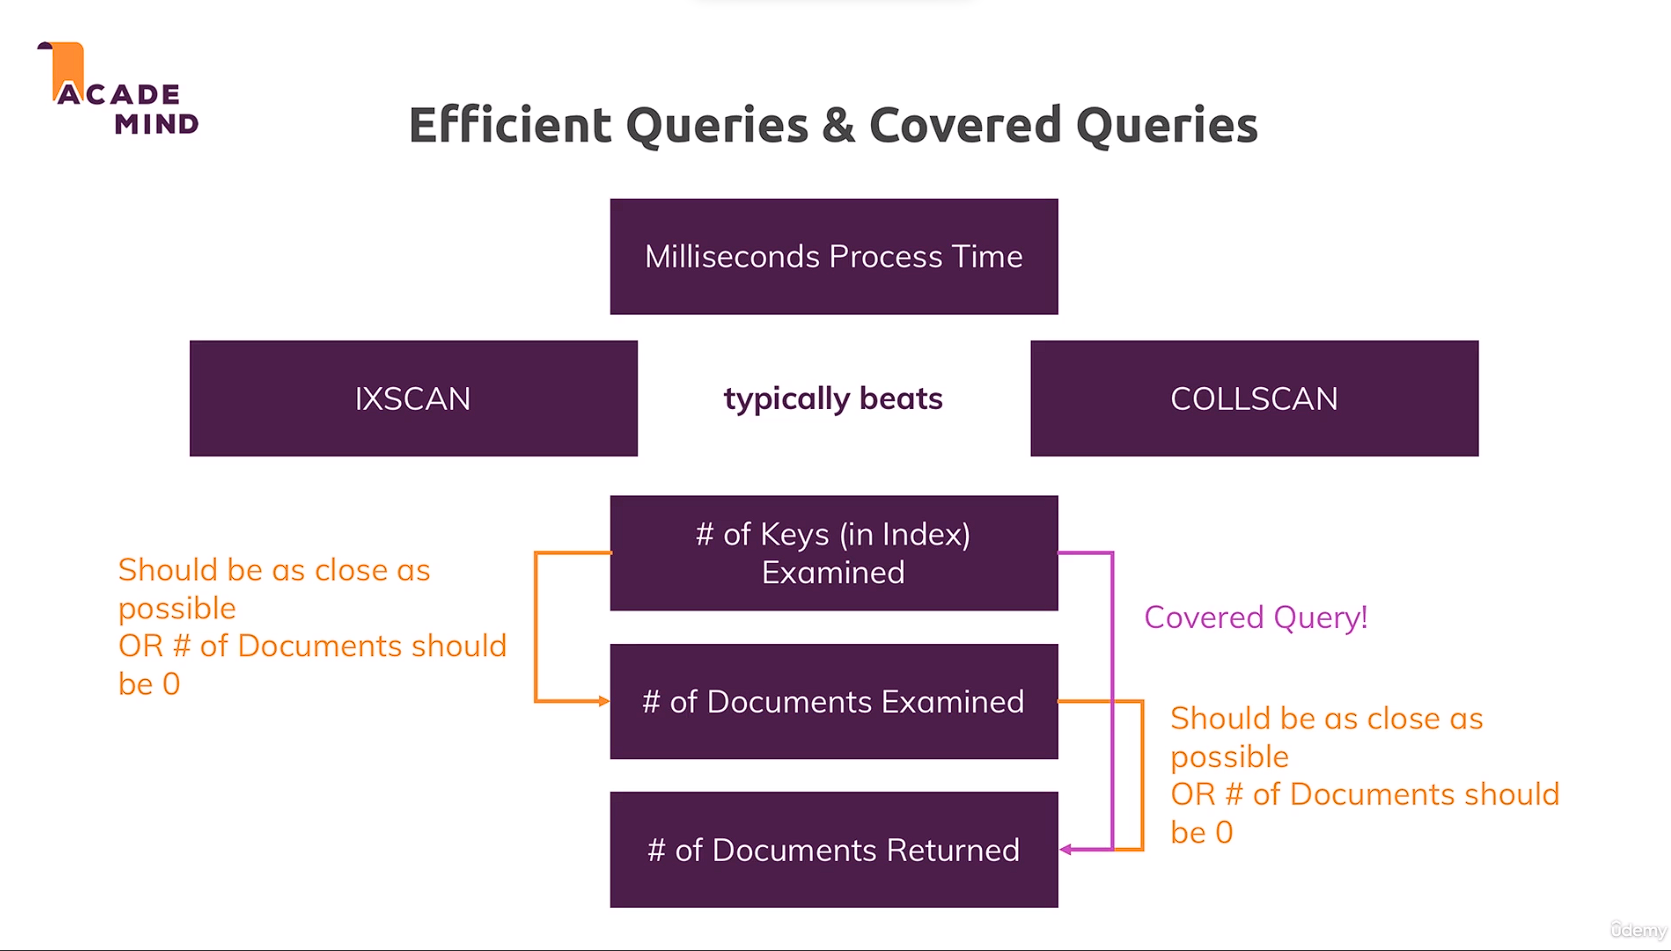 ACADE
MIND
Efficient Queries & Covered Queries
Milliseconds Process Time
IXSCAN
typically beats
COLLSCAN
# of Keys (in Index)
Examined
Should be as close as
possible
OR # of Documents should
be 0
Covered Query!
# of Documents Examined
Should be as close as
possible
OR # of Documents should
be 0
# of Documents Returned
ûdemy